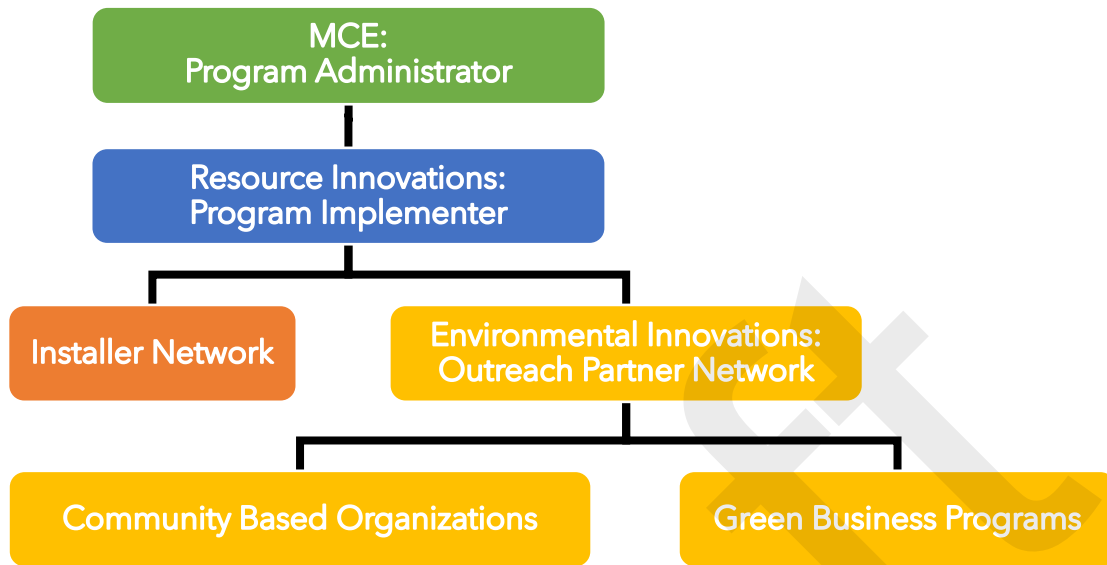 MCE:
Program Administrator
Resource Innovations:
Program Implementer
Installer Network
Environmental Innovations:
Outreach Partner Network
Community Based Organizations
Green Business Programs
ft